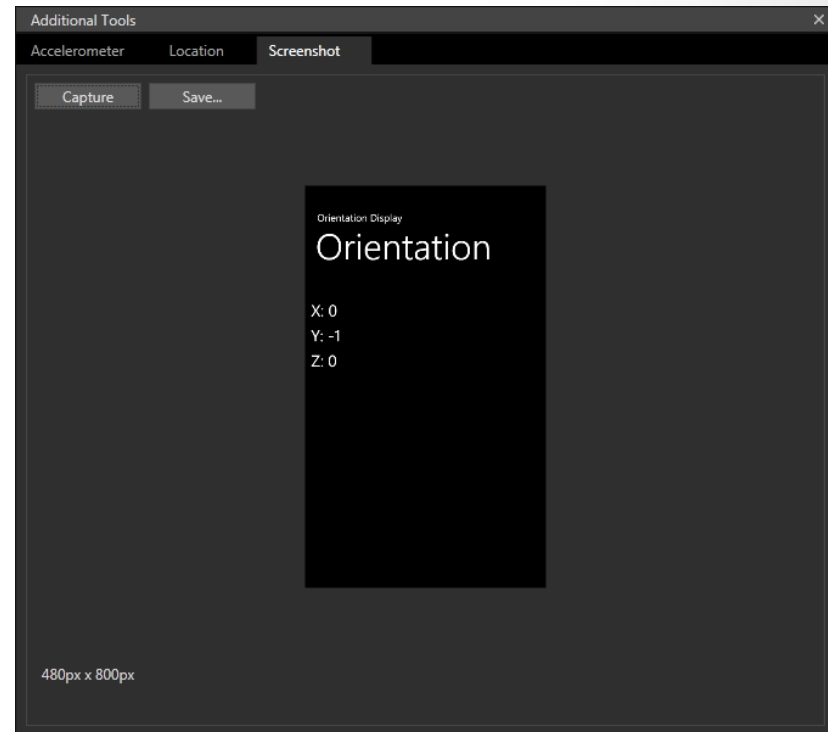 Additional Tools
Accelerometer Location Screenshot
Capture Save...
Orientation Display
Orientation
X: 0
Y: -1
Z: 0
480px x 800px